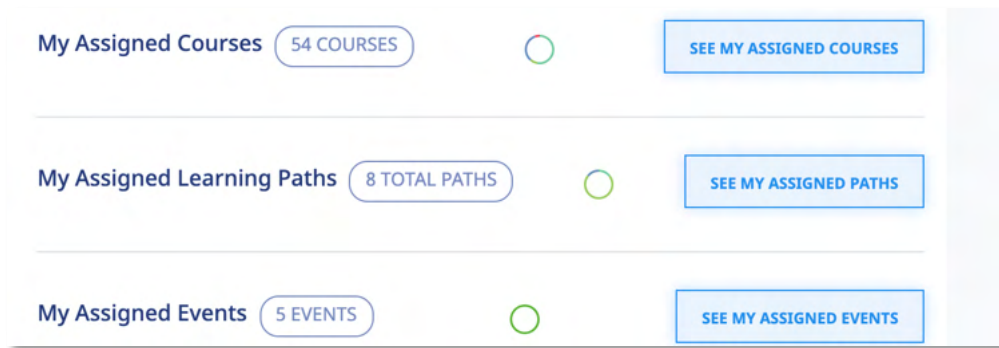 My Assigned Courses 54 COURSES SEE MY ASSIGNED COURSES
My Assigned Learning Paths 8 TOTAL PATHS SEE MY ASSIGNED PATHS
My Assigned Events 5 EVENTS SEE MY ASSIGNED EVENTS